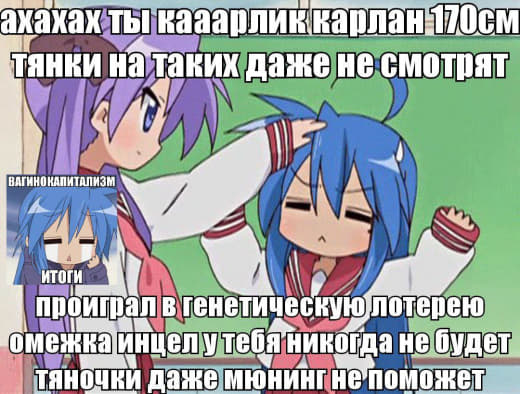 ахахах ты кааарлик карлан 170см
тянки на таких даже не смотрят
ВАГИНОКАПИТАЛИЗМ
ИТОГИ
проиграл в генетическую лотерею
омежка инцел у тебя никогда не будет
тяночки даже мюнинг не поможет